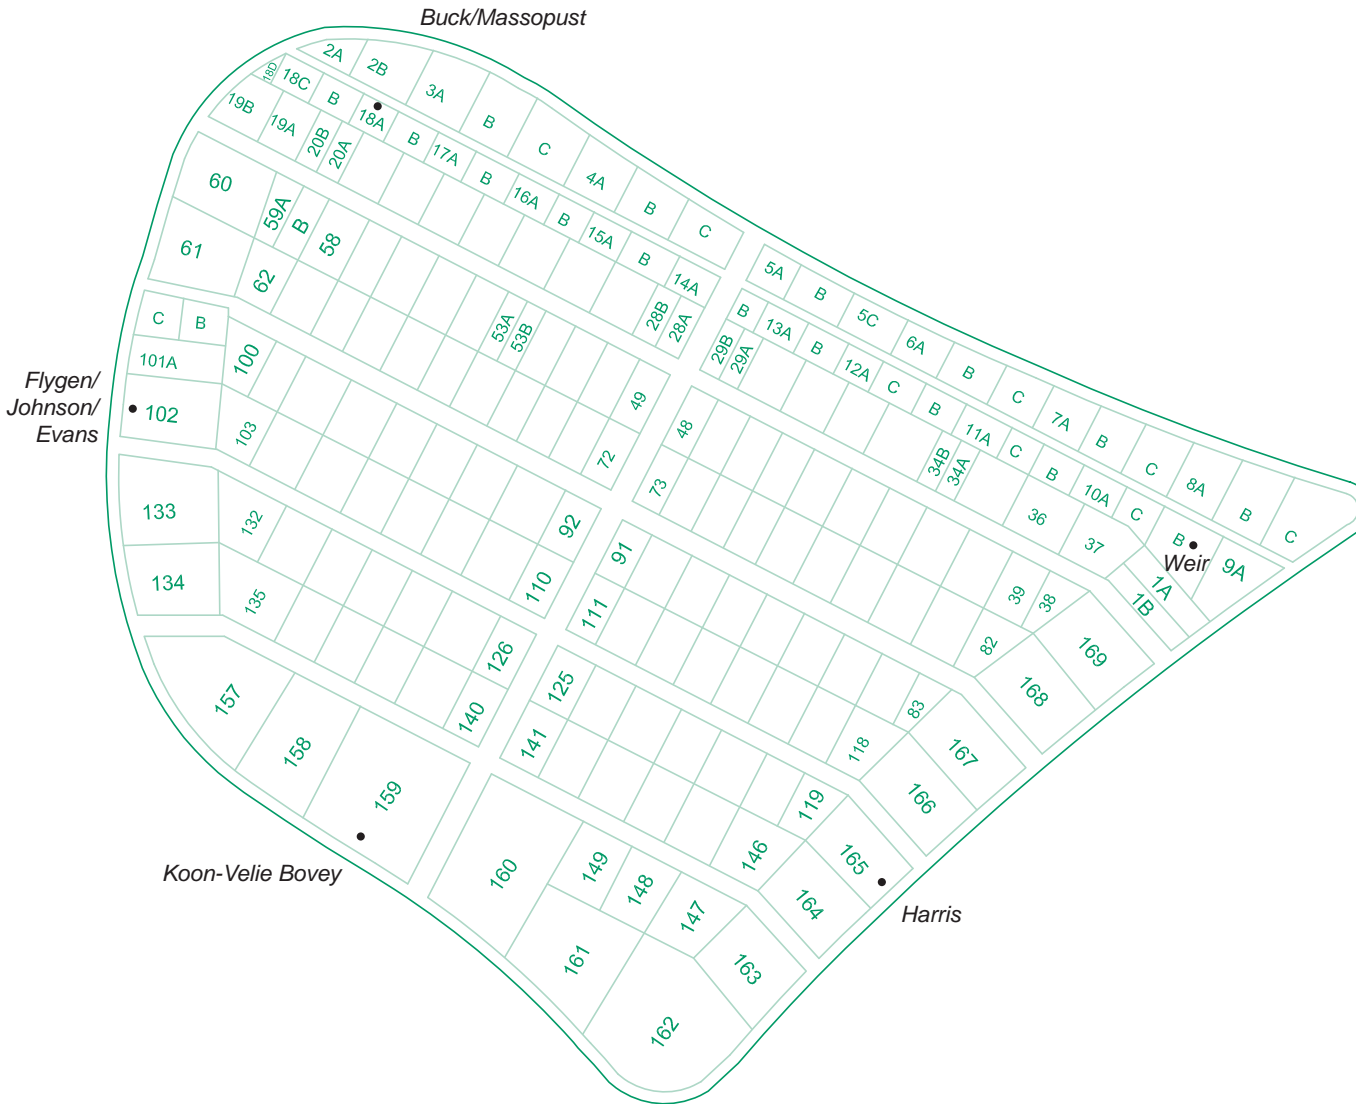 Buck/Massopust
2A
2B
3A
B
C
4A
B
C
18D
18C
B
18A
B
17A
B
16A
B
15A
B
14A
19B
19A
20B
20A
28B
28A
5A
B
5C
6A
B
C
7A
B
C
8A
B
C
B
13A
B
12A
C
B
11A
C
B
10A
C
B
9A
Weir
1A
1B
29B
29A
34B
34A
36
37
60
59A
B
58
53A
53B
49
61
62
72
48
39
38
73
82
169
168
C
B
101A
102
Flygen/
Johnson/
Evans
100
103
92
110
91
83
111
118
167
166
133
132
134
135
126
140
125
119
141
146
165
164
Harris
157
158
159
Koon-Velie Bovey
160
149
148
147
163
161
162